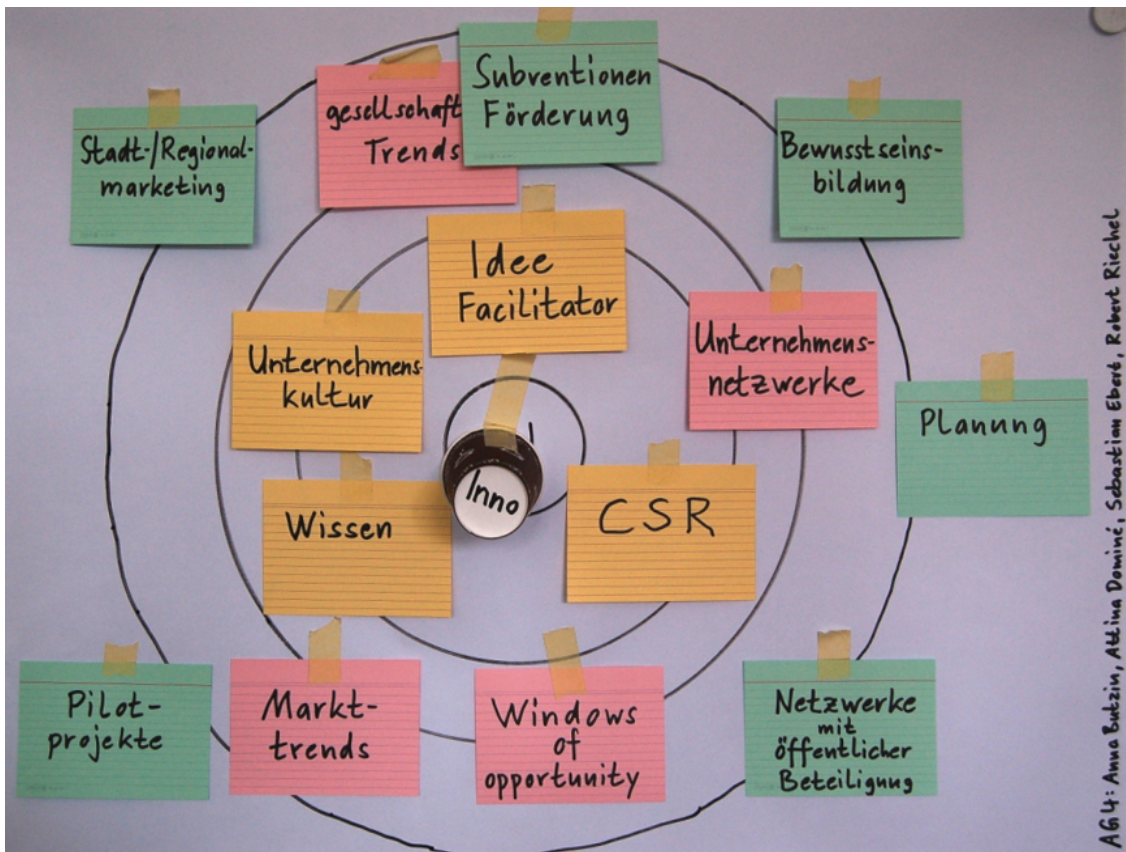 Subventionen
Förderung
gesellschaft
Trends
Stadt-/Regional-
marketing
Bewusstseins-
bildung
Idee
Facilitator
Unternehmens-
netzwerke
Unternehmens-
kultur
Planung
Inno
CSR
Wissen
Pilot-
projekte
Markt-
trends
Windows
of
opportunity
Netzwerke
mit
öffentlicher
Beteiligung
AG 4: Anna Butzin, Attina Dominé, Sebastian Ebert, Robert Riechel